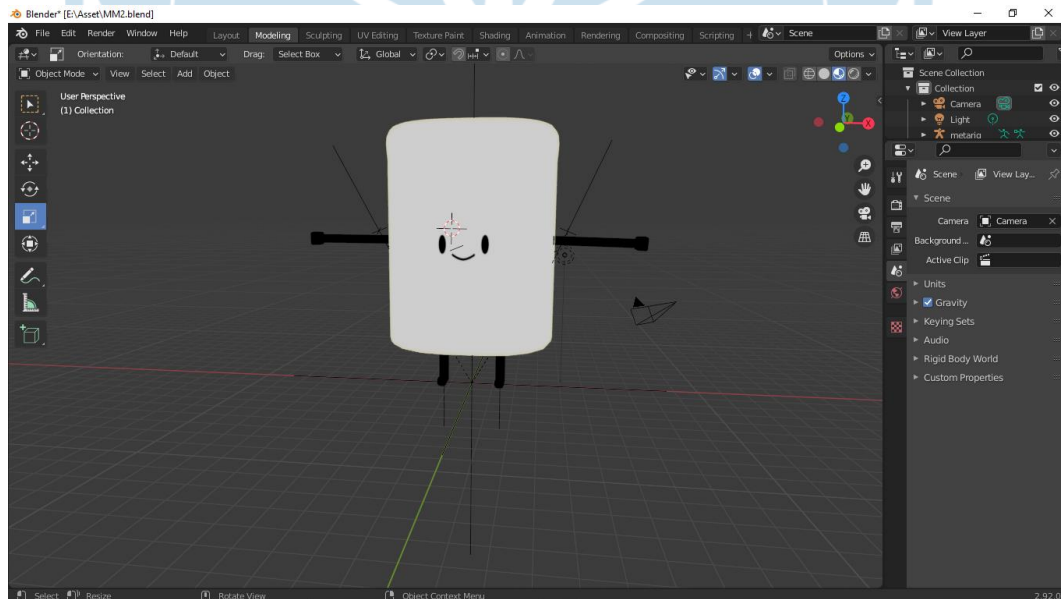 Blender* [E:\Asset\MM2.blend]
File Edit Render Window Help Layout Modeling Sculpting UV Editing Texture Paint Shading Animation Rendering Compositing Scripting + Scene View Layer
Orientation: Default Drag: Select Box Global Options
Object Mode View Select Add Object
User Perspective
(1) Collection
Z
X
Y
Scene Collection
Collection
Camera
Light
metarig
Scene View Lay...
Scene
Camera Camera
Background ...
Active Clip
Units
Gravity
Keying Sets
Audio
Rigid Body World
Custom Properties
Select Resize Rotate View Object Context Menu 2.92.0